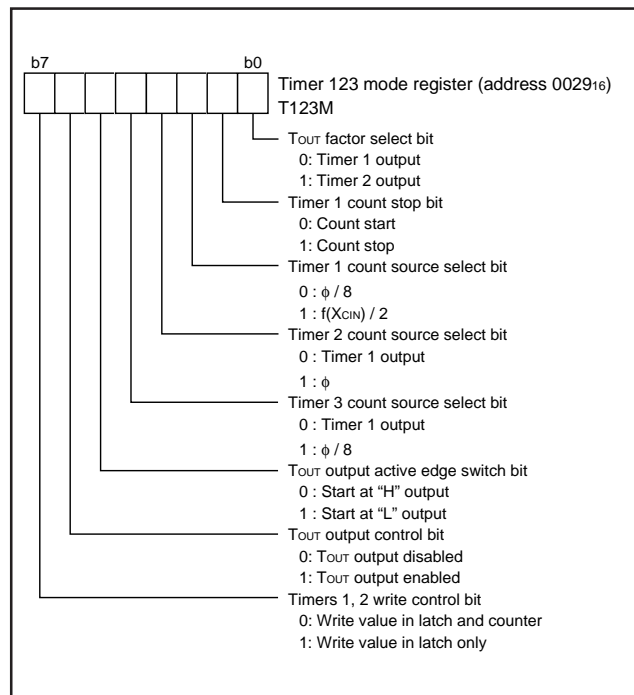 b7 b0
Timer 123 mode register (address 0029₁₆)
T123M
TOUT factor select bit
0: Timer 1 output
1: Timer 2 output
Timer 1 count stop bit
0: Count start
1: Count stop
Timer 1 count source select bit
0 : ϕ / 8
1 : f(XCIN) / 2
Timer 2 count source select bit
0 : Timer 1 output
1 : ϕ
Timer 3 count source select bit
0 : Timer 1 output
1 : ϕ / 8
TOUT output active edge switch bit
0 : Start at “H” output
1 : Start at “L” output
TOUT output control bit
0: TOUT output disabled
1: TOUT output enabled
Timers 1, 2 write control bit
0: Write value in latch and counter
1: Write value in latch only